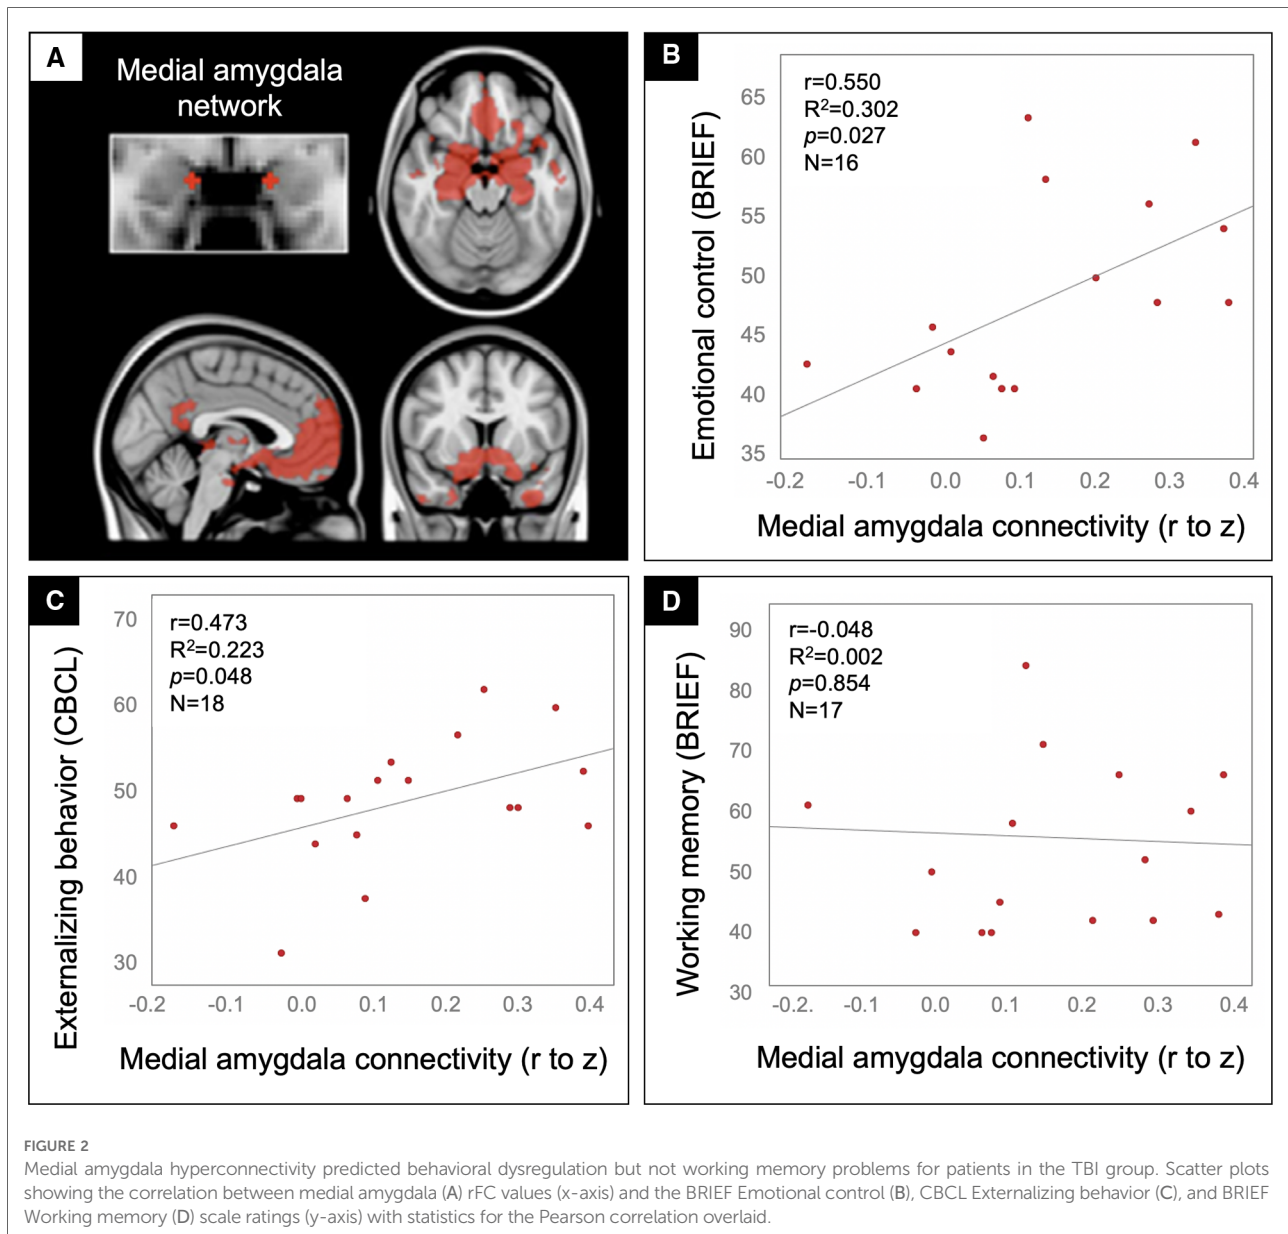 A
Medial amygdala
network
B
r=0.550
R²=0.302
p=0.027
N=16
65
60
55
50
45
40
35
Emotional control (BRIEF)
-0.2
-0.1
0.0
0.1
0.2
0.3
0.4
Medial amygdala connectivity (r to z)
C
r=0.473
R²=0.223
p=0.048
N=18
70
60
50
40
30
Externalizing behavior (CBCL)
-0.2
-0.1
0.0
0.1
0.2
0.3
0.4
Medial amygdala connectivity (r to z)
D
r=-0.048
R²=0.002
p=0.854
N=17
90
80
70
60
50
40
30
Working memory (BRIEF)
-0.2.
-0.1
0.0
0.1
0.2
0.3
0.4
Medial amygdala connectivity (r to z)
FIGURE 2
Medial amygdala hyperconnectivity predicted behavioral dysregulation but not working memory problems for patients in the TBI group. Scatter plots
showing the correlation between medial amygdala (A) rFC values (x-axis) and the BRIEF Emotional control (B), CBCL Externalizing behavior (C), and BRIEF
Working memory (D) scale ratings (y-axis) with statistics for the Pearson correlation overlaid.